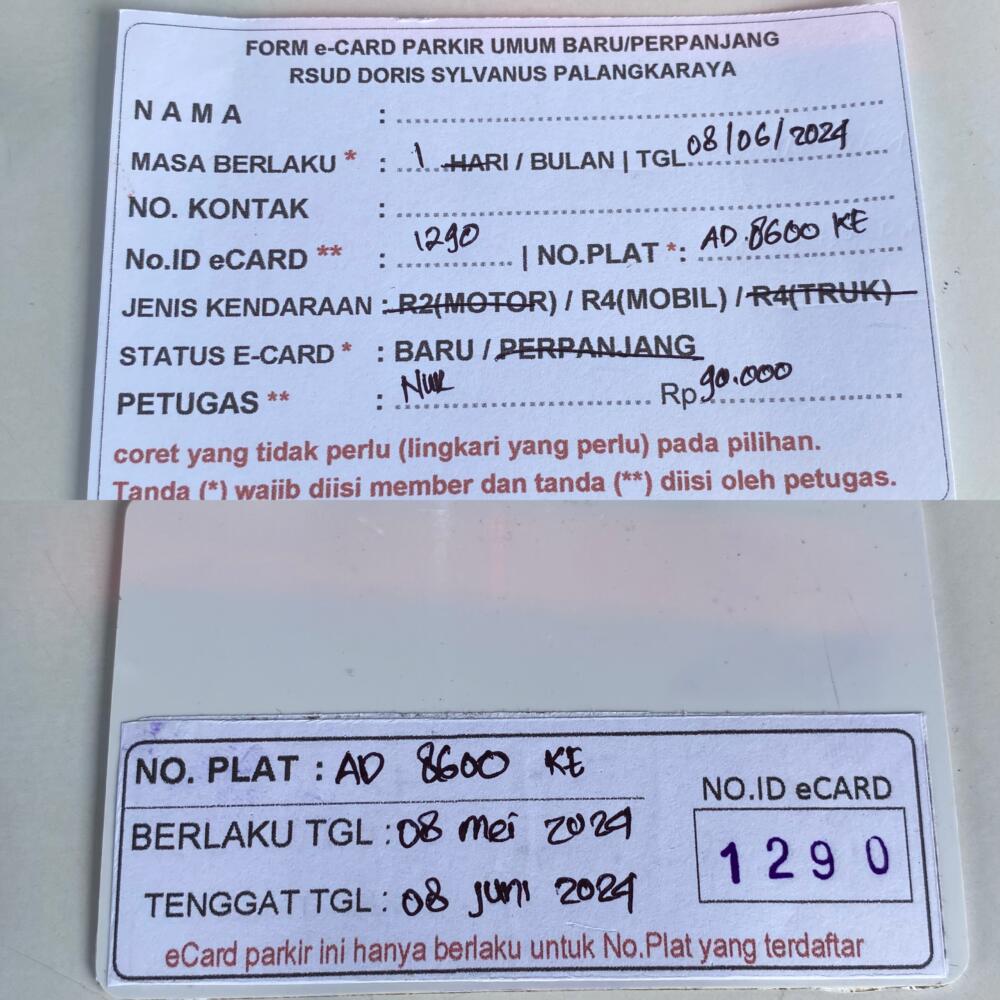 FORM e-CARD PARKIR UMUM BARU/PERPANJANG
RSUD DORIS SYLVANUS PALANGKARAYA
NAMA :
MASA BERLAKU * : 1 HARI / BULAN | TGL 08/06/2024
NO. KONTAK :
No.ID eCARD ** : 1290 | NO.PLAT *: AD 8600 KE
JENIS KENDARAAN : R2(MOTOR) / R4(MOBIL) / R4(TRUK)
STATUS E-CARD * : BARU / PERPANJANG
PETUGAS ** : NUR Rp 90.000
coret yang tidak perlu (lingkari yang perlu) pada pilihan.
Tanda (*) wajib diisi member dan tanda (**) diisi oleh petugas.
NO. PLAT : AD 8600 KE
BERLAKU TGL : 08 mei 2024
TENGGAT TGL : 08 juni 2024
NO.ID eCARD
1290
eCard parkir ini hanya berlaku untuk No.Plat yang terdaftar